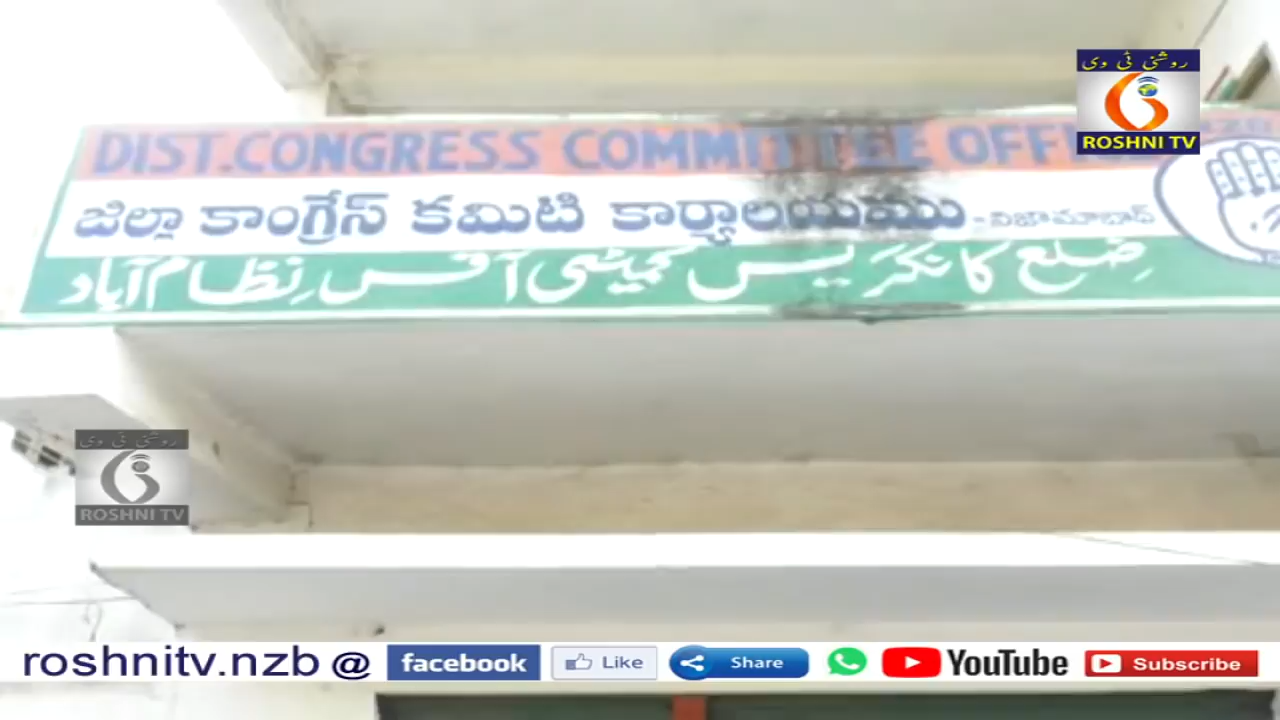 روشنی ٹی وی
ROSHNI TV
DIST.CONGRESS COMMITTEE
జిల్లా కాంగ్రేస్ కమిటి కార్యాలయము - నిజామాబాద్
ضلع کانگریس کمیٹی آفس نظام آباد
روشنی ٹی وی
ROSHNI TV
roshnitv.nzb @ facebook Like Share YouTube Subscribe